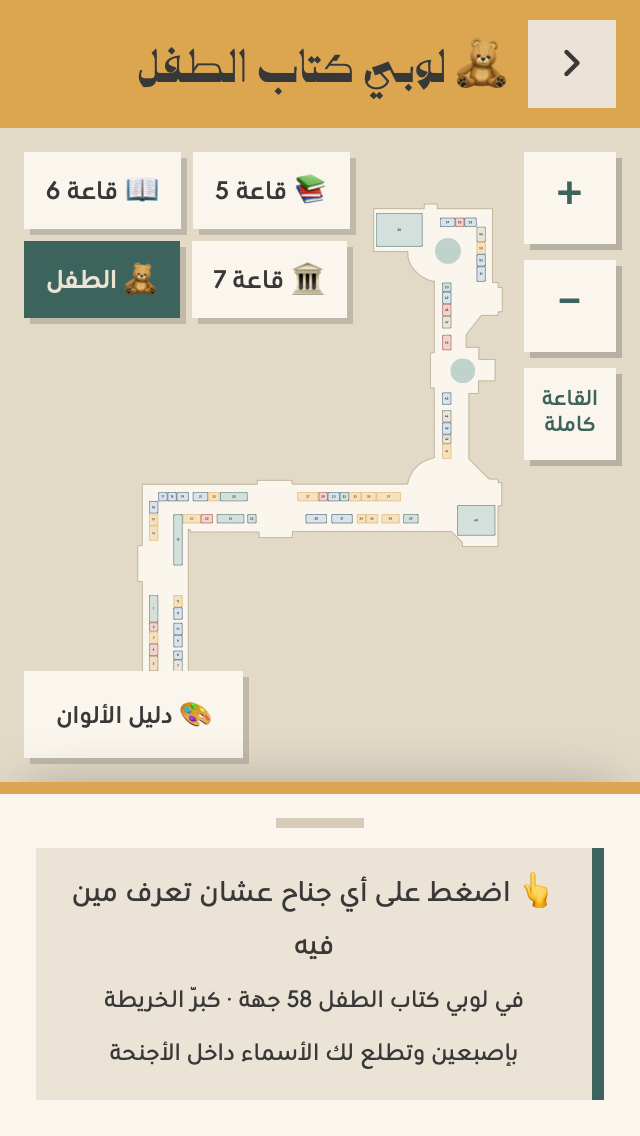 لوبي كتاب الطفل
قاعة 5
قاعة 6
قاعة 7
الطفل
+
−
القاعة
كاملة
دليل الألوان
اضغط على أي جناح عشان تعرف مين
فيه
في لوبي كتاب الطفل 58 جهة · كبرّ الخريطة
بإصبعين وتطلع لك الأسماء داخل الأجنحة